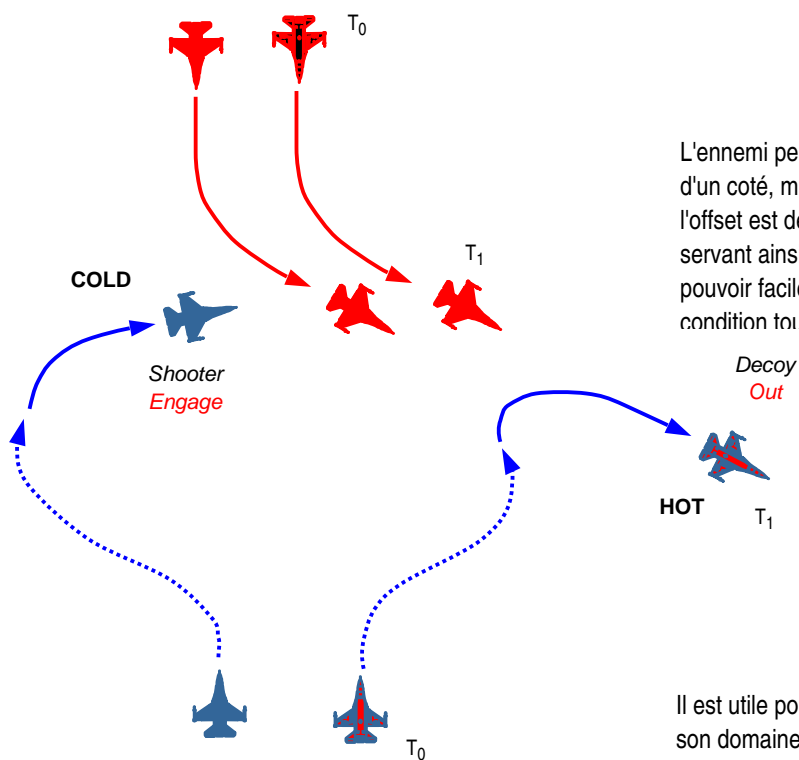 T0
L'ennemi pe
d'un coté, m
l'offset est de
servant ains
pouvoir facile
condition tou
T1
COLD
Shooter
Engage
Decoy
Out
HOT
T1
Il est utile po
son domaine
T0